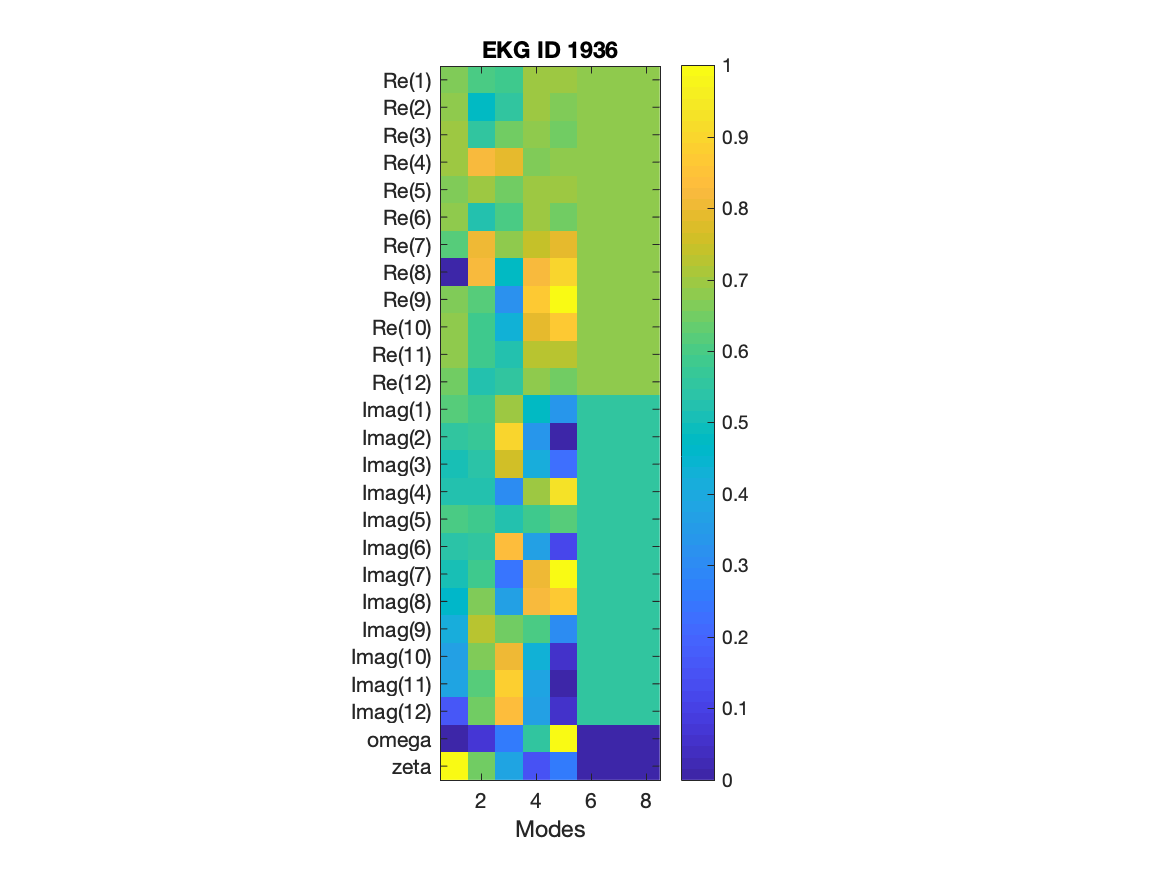 EKG ID 1936
Re(1)
Re(2)
Re(3)
Re(4)
Re(5)
Re(6)
Re(7)
Re(8)
Re(9)
Re(10)
Re(11)
Re(12)
Imag(1)
Imag(2)
Imag(3)
Imag(4)
Imag(5)
Imag(6)
Imag(7)
Imag(8)
Imag(9)
Imag(10)
Imag(11)
Imag(12)
omega
zeta
2 4 6 8
Modes
1
0.9
0.8
0.7
0.6
0.5
0.4
0.3
0.2
0.1
0